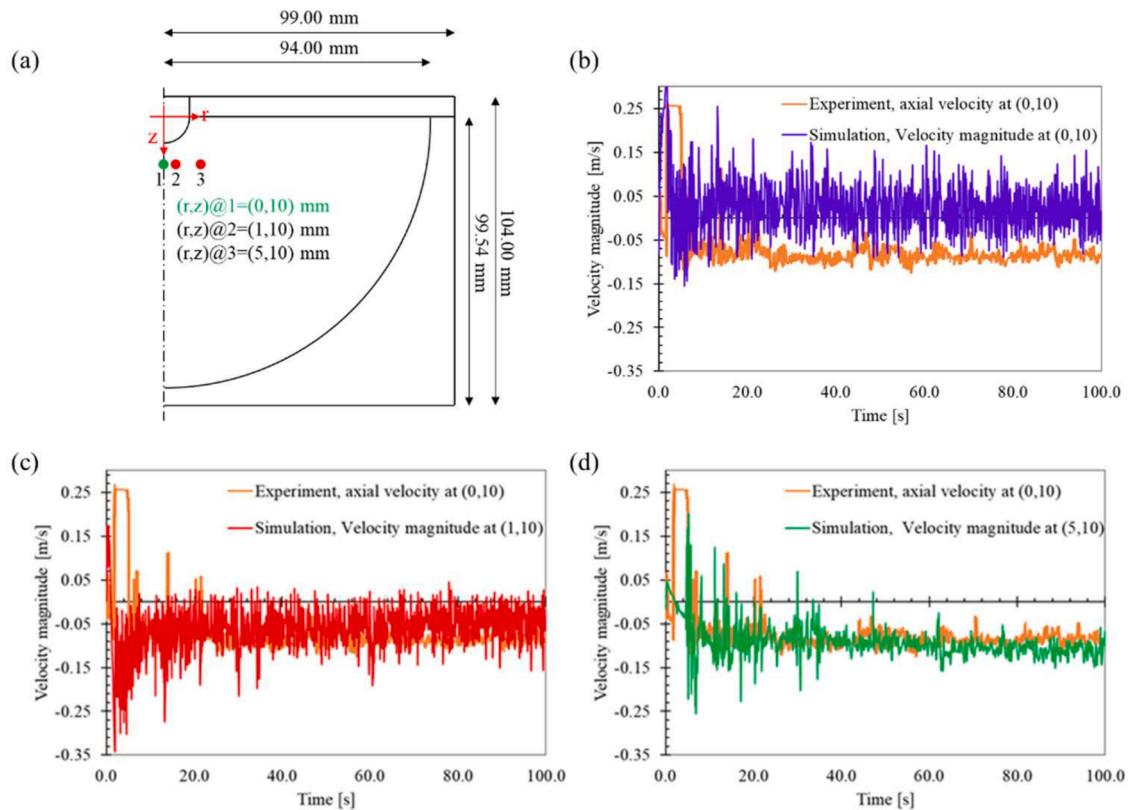 (a)
99.00 mm
94.00 mm
r
z
1 2 3
(r,z)@1=(0,10) mm
(r,z)@2=(1,10) mm
(r,z)@3=(5,10) mm
99.54 mm
104.00 mm
(b)
Experiment, axial velocity at (0,10)
Simulation, Velocity magnitude at (0,10)
Velocity magnitude [m/s]
0.25
0.15
0.05
-0.05
-0.15
-0.25
-0.35
0.0 20.0 40.0 60.0 80.0 100.0
Time [s]
(c)
Experiment, axial velocity at (0,10)
Simulation, Velocity magnitude at (1,10)
Velocity magnitude [m/s]
0.25
0.15
0.05
-0.05
-0.15
-0.25
-0.35
0.0 20.0 40.0 60.0 80.0 100.0
Time [s]
(d)
Experiment, axial velocity at (0,10)
Simulation, Velocity magnitude at (5,10)
Velocity magnitude [m/s]
0.25
0.15
0.05
-0.05
-0.15
-0.25
-0.35
0.0 20.0 40.0 60.0 80.0 100.0
Time [s]